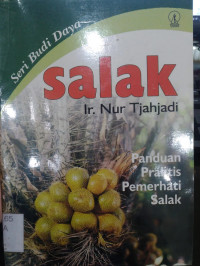 Seri Budi Daya
salak
Ir. Nur Tjahjadi
Panduan
Praktis
Pemerhati
Salak